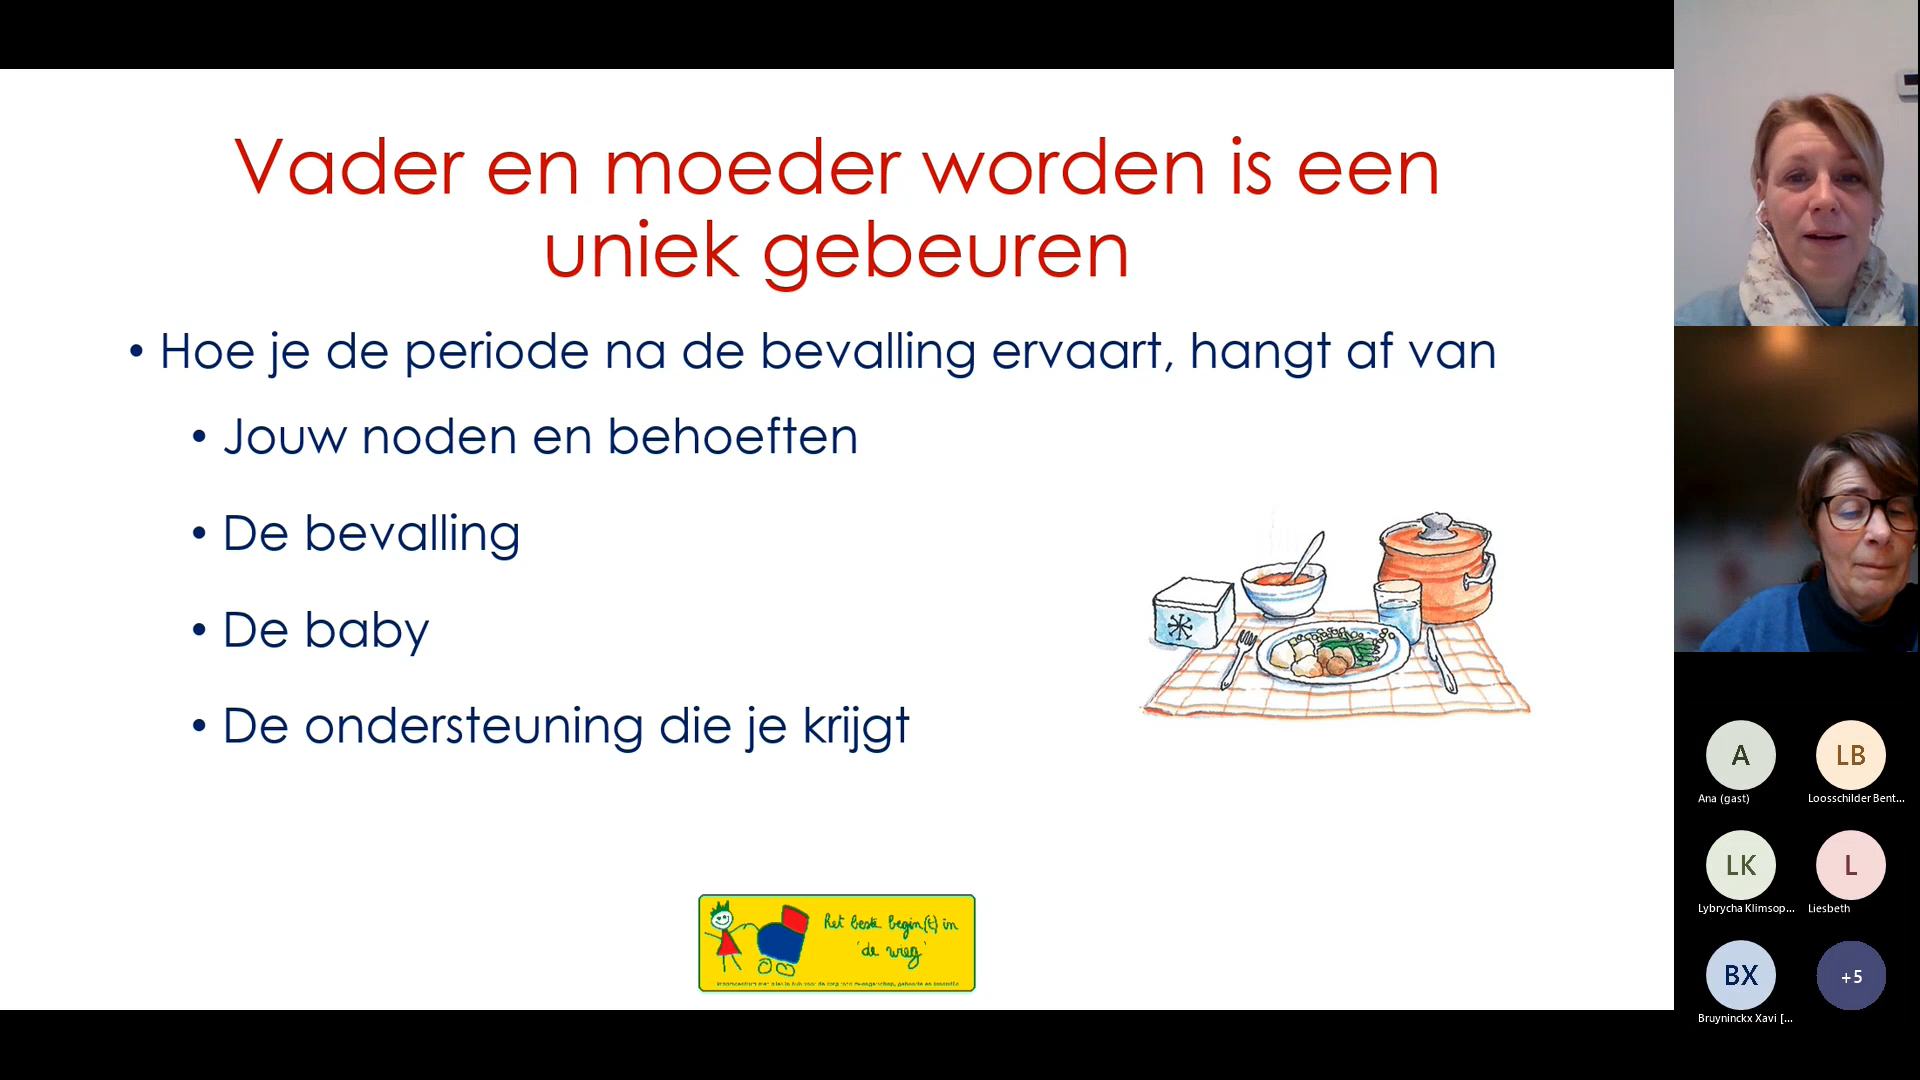 Vader en moeder worden is een
uniek gebeuren
• Hoe je de periode na de bevalling ervaart, hangt af van
• Jouw noden en behoeften
• De bevalling
• De baby
• De ondersteuning die je krijgt
Het beste begin(t) in
'de wieg'
A
Ana (gast)
LB
Loosschilder Bent...
LK
Lybrycha Klimsop...
L
Liesbeth
BX
Bruyninckx Xavi [...
+5